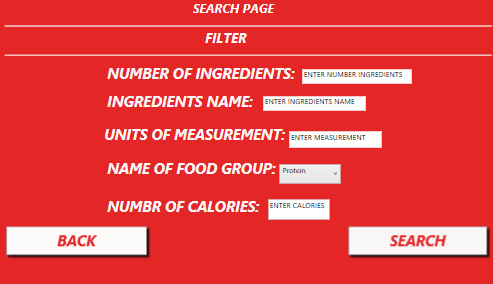 SEARCH PAGE
FILTER
NUMBER OF INGREDIENTS: ENTER NUMBER INGREDIENTS
INGREDIENTS NAME: ENTER INGREDIENTS NAME
UNITS OF MEASUREMENT: ENTER MEASUREMENT
NAME OF FOOD GROUP: Protein
NUMBR OF CALORIES: ENTER CALORIES
BACK SEARCH